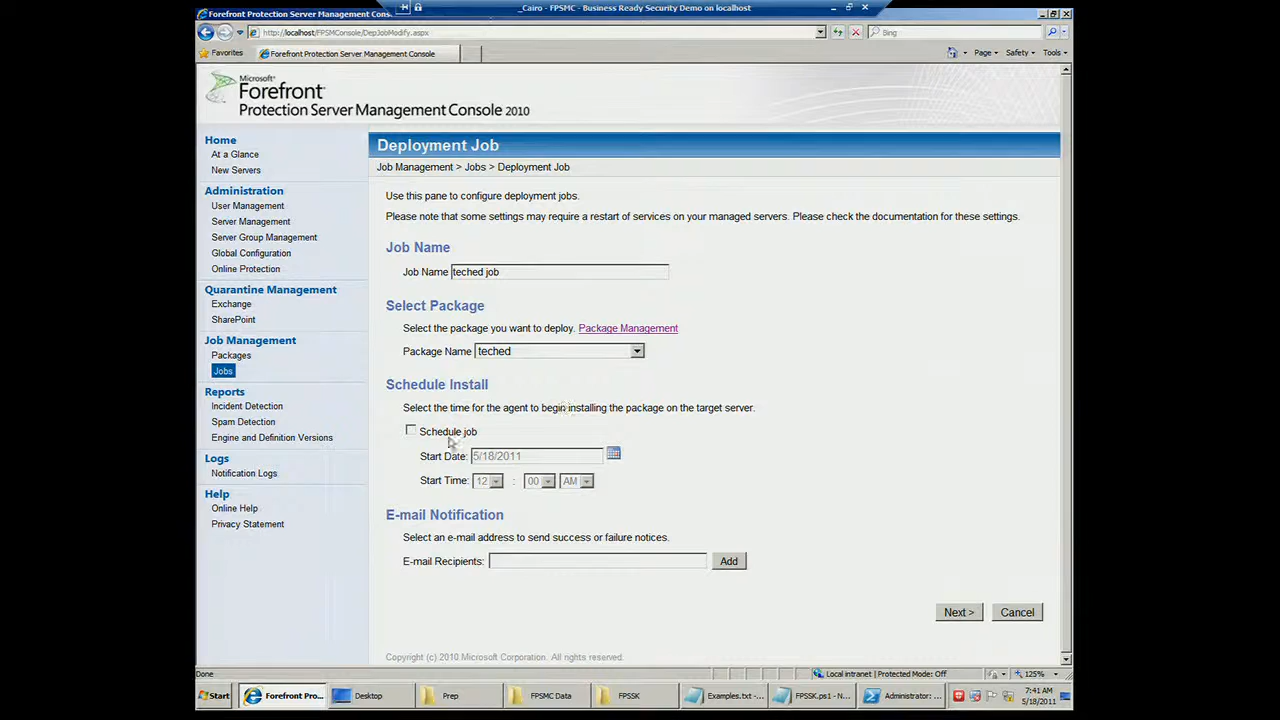 _Cairo - FPSMC - Business Ready Security Demo on localhost
Forefront Protection Server Management Cons
http://localhost/FPSMConsole/DepJobModify.aspx
Bing
Favorites
Forefront Protection Server Management Console
Page
Safety
Tools
Microsoft
Forefront
Protection Server Management Console 2010
Home
At a Glance
New Servers
Administration
User Management
Server Management
Server Group Management
Global Configuration
Online Protection
Quarantine Management
Exchange
SharePoint
Job Management
Packages
Jobs
Reports
Incident Detection
Spam Detection
Engine and Definition Versions
Logs
Notification Logs
Help
Online Help
Privacy Statement
Deployment Job
Job Management > Jobs > Deployment Job
Use this pane to configure deployment jobs.
Please note that some settings may require a restart of services on your managed servers. Please check the documentation for these settings.
Job Name
Job Name teched job
Select Package
Select the package you want to deploy. Package Management
Package Name teched
Schedule Install
Select the time for the agent to begin installing the package on the target server.
Schedule job
Start Date: 5/18/2011
Start Time: 12 : 00 AM
E-mail Notification
Select an e-mail address to send success or failure notices.
E-mail Recipients: Add
Next > Cancel
Copyright (c) 2010 Microsoft Corporation. All rights reserved.
Done
Local intranet | Protected Mode: Off
125%
Start
Forefront Pro...
Desktop
Prep
FPSMC Data
FPSSK
Examples.txt -...
FPSSK.ps1 - N...
Administrator: ...
7:41 AM
5/18/2011